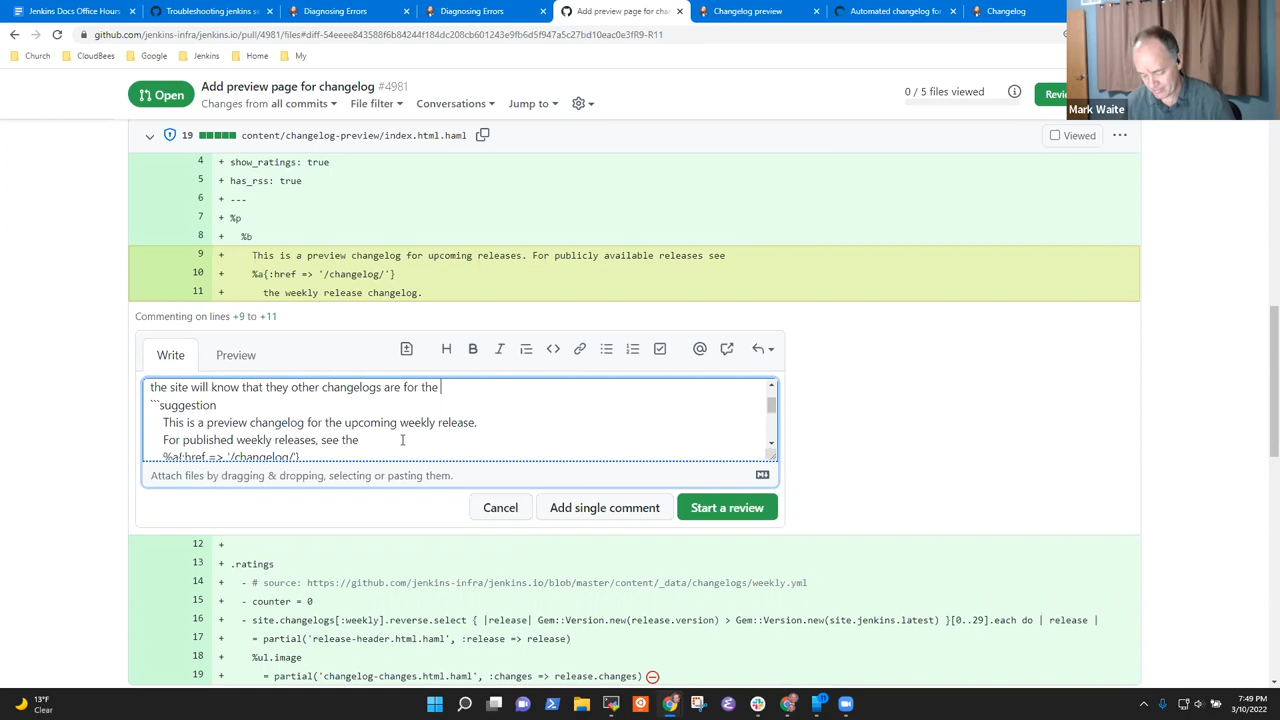 Jenkins Docs Office Hours
Troubleshooting jenkins se
Diagnosing Errors
Diagnosing Errors
Add preview page for chan
Changelog preview
Automated changelog for
Changelog
github.com/jenkins-infra/jenkins.io/pull/4981/files#diff-54eeee843588f6b84244f184dc208cb601243e9fb6d5f947a5c27bd10eac0e3fR9-R11
Church
CloudBees
Google
Jenkins
Home
My
Open
Add preview page for changelog #4981
Changes from all commits
File filter
Conversations
Jump to
0 / 5 files viewed
Mark Waite
19
content/changelog-preview/index.html.haml
Viewed
4 + show_ratings: true
5 + has_rss: true
6 + ---
7 + %p
8 + %b
9 + This is a preview changelog for upcoming releases. For publicly available releases see
10 + %a{:href => '/changelog/'}
11 + the weekly release changelog.
Commenting on lines +9 to +11
Write
Preview
the site will know that they other changelogs are for the
```suggestion
This is a preview changelog for the upcoming weekly release.
For published weekly releases, see the
%a{:href => '/changelog/'}
Attach files by dragging & dropping, selecting or pasting them.
Cancel
Add single comment
Start a review
12 +
13 + .ratings
14 + - # source: https://github.com/jenkins-infra/jenkins.io/blob/master/content/_data/changelogs/weekly.yml
15 + - counter = 0
16 + - site.changelogs[:weekly].reverse.select { |release| Gem::Version.new(release.version) > Gem::Version.new(site.jenkins.latest) }[0..29].each do | release |
17 + = partial('release-header.html.haml', :release => release)
18 + %ul.image
19 + = partial('changelog-changes.html.haml', :changes => release.changes)
13°F
Clear
7:49 PM
3/10/2022